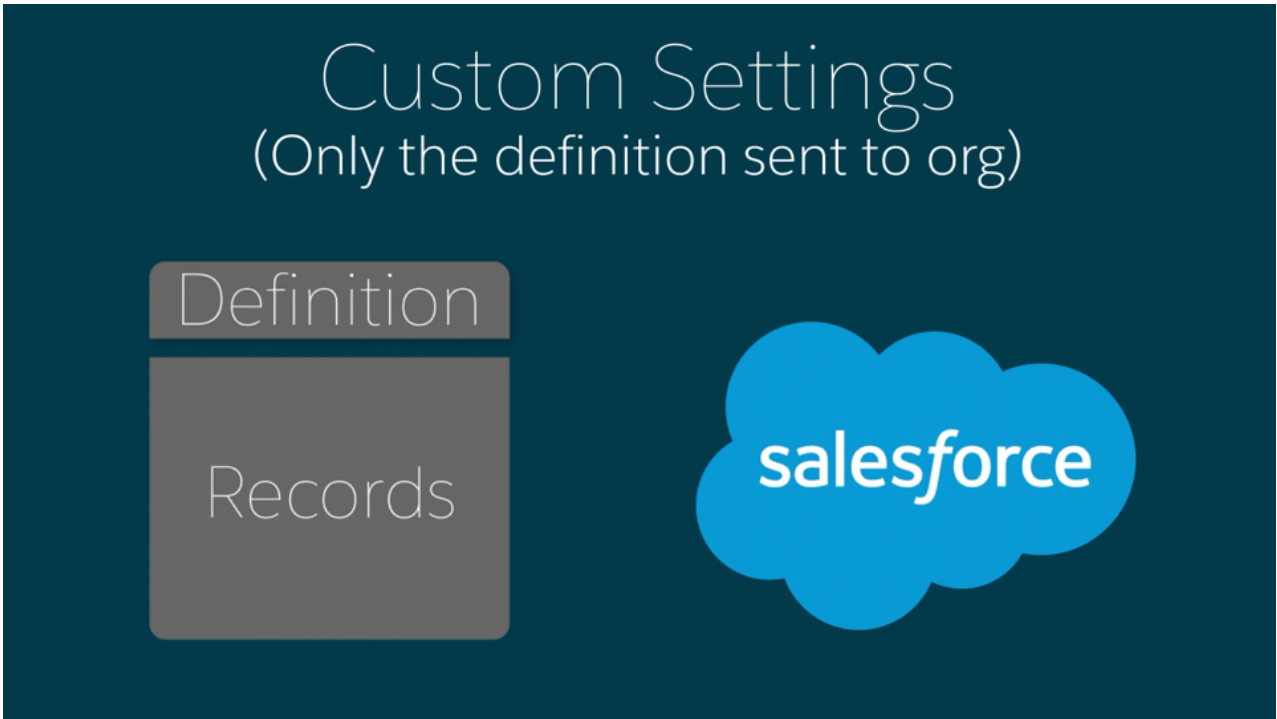 Custom Settings
(Only the definition sent to org)
Definition
Records
salesforce